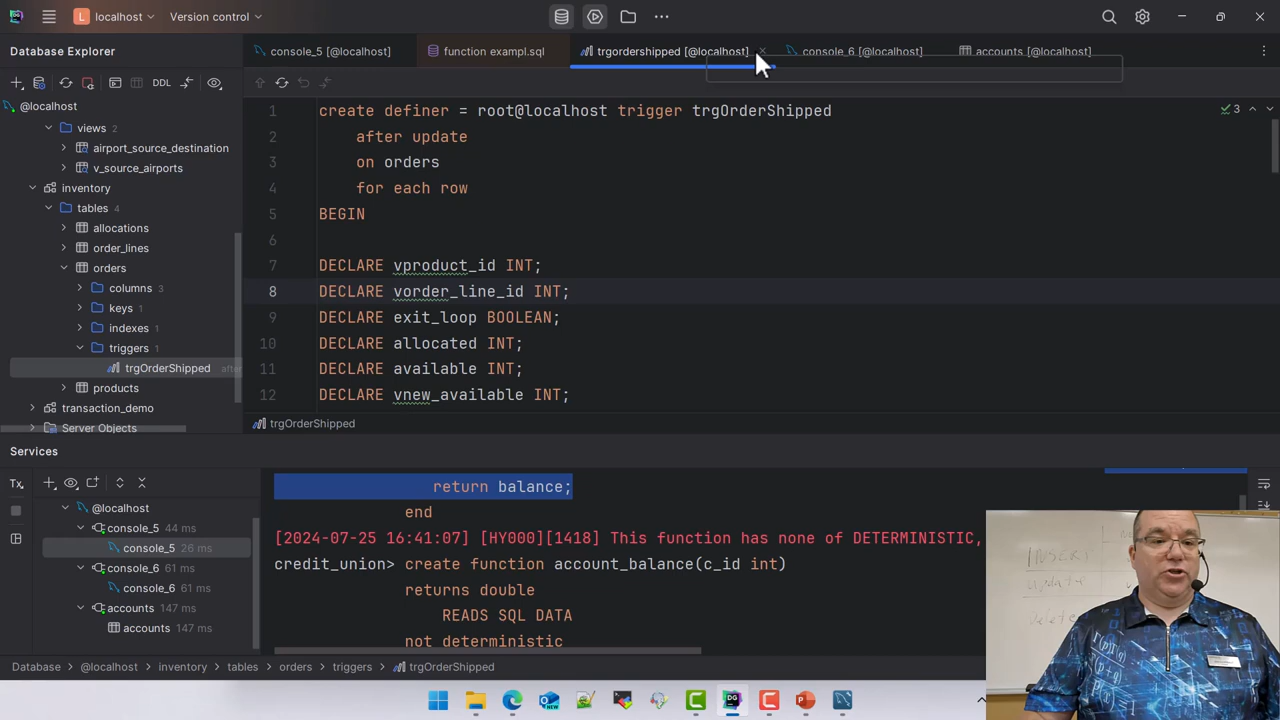 L localhost Version control
Database Explorer
console_5 [@localhost] function exampl.sql trgordershipped [@localhost] console_6 [@localhost] accounts [@localhost]
DDL
@localhost
views 2
airport_source_destination
v_source_airports
inventory
tables 4
allocations
order_lines
orders
columns 3
keys 1
indexes 1
triggers 1
trgOrderShipped after
products
transaction_demo
Server Objects
1 create definer = root@localhost trigger trgOrderShipped
2 after update
3 on orders
4 for each row
5 BEGIN
6
7 DECLARE vproduct_id INT;
8 DECLARE vorder_line_id INT;
9 DECLARE exit_loop BOOLEAN;
10 DECLARE allocated INT;
11 DECLARE available INT;
12 DECLARE vnew_available INT;
3
trgOrderShipped
Services
Tx
@localhost
console_5 44 ms
console_5 26 ms
console_6 61 ms
console_6 61 ms
accounts 147 ms
accounts 147 ms
return balance;
end
[2024-07-25 16:41:07] [HY000][1418] This function has none of DETERMINISTIC,
credit_union> create function account_balance(c_id int)
returns double
READS SQL DATA
not deterministic
INSERT
update
delete
Database › @localhost › inventory › tables › orders › triggers › trgOrderShipped